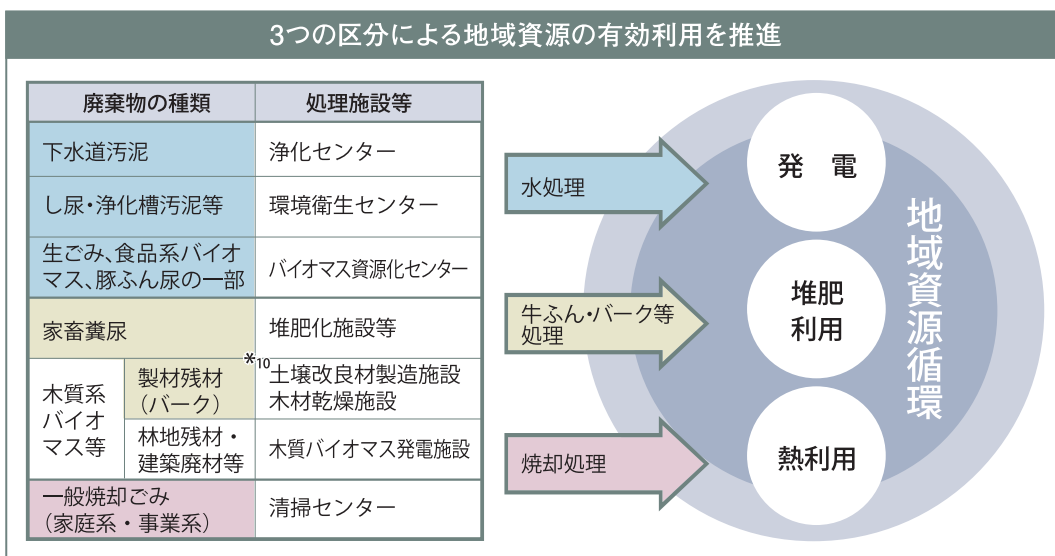 3つの区分による地域資源の有効利用を推進
廃棄物の種類
処理施設等
下水道汚泥
浄化センター
し尿・浄化槽汚泥等
環境衛生センター
生ごみ、食品系バイオ
マス、豚ふん尿の一部
バイオマス資源化センター
家畜糞尿
堆肥化施設等
木質系
バイオ
マス等
製材残材
（バーク）
*10
土壌改良材製造施設
木材乾燥施設
林地残材・
建築廃材等
木質バイオマス発電施設
一般焼却ごみ
（家庭系・事業系）
清掃センター
水処理
牛ふん・バーク等
処理
焼却処理
発　電
堆肥
利用
熱利用
地域資源循環